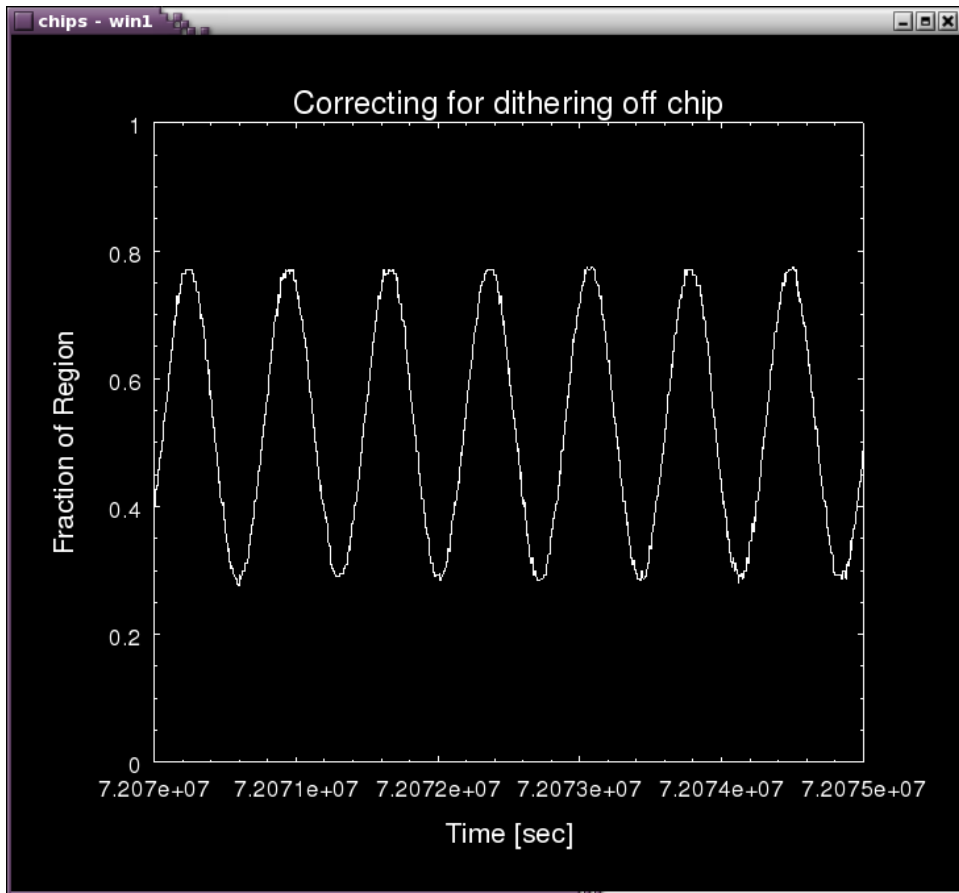 chips - win1
Correcting for dithering off chip
1
0.8
0.6
0.4
0.2
0
Fraction of Region
7.207e+07 7.2071e+07 7.2072e+07 7.2073e+07 7.2074e+07 7.2075e+07
Time [sec]